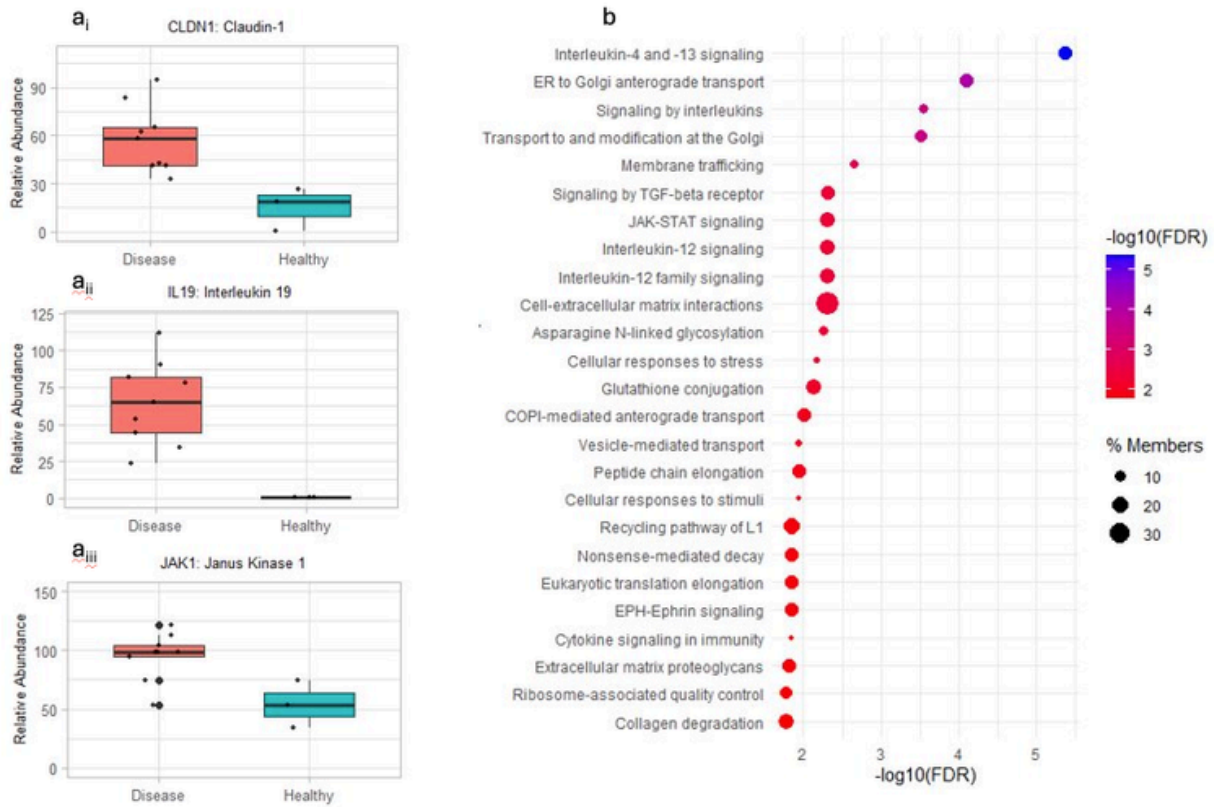 ai
CLDN1: Claudin-1
Relative Abundance
90
60
30
0
Disease Healthy
aii
IL19: Interleukin 19
Relative Abundance
125
100
75
50
25
0
Disease Healthy
aiii
JAK1: Janus Kinase 1
Relative Abundance
150
100
50
0
Disease Healthy
b
Interleukin-4 and -13 signaling
ER to Golgi anterograde transport
Signaling by interleukins
Transport to and modification at the Golgi
Membrane trafficking
Signaling by TGF-beta receptor
JAK-STAT signaling
Interleukin-12 signaling
Interleukin-12 family signaling
Cell-extracellular matrix interactions
Asparagine N-linked glycosylation
Cellular responses to stress
Glutathione conjugation
COPI-mediated anterograde transport
Vesicle-mediated transport
Peptide chain elongation
Cellular responses to stimuli
Recycling pathway of L1
Nonsense-mediated decay
Eukaryotic translation elongation
EPH-Ephrin signaling
Cytokine signaling in immunity
Extracellular matrix proteoglycans
Ribosome-associated quality control
Collagen degradation
2 3 4 5
-log10(FDR)
-log10(FDR)
5
4
3
2
% Members
10
20
30